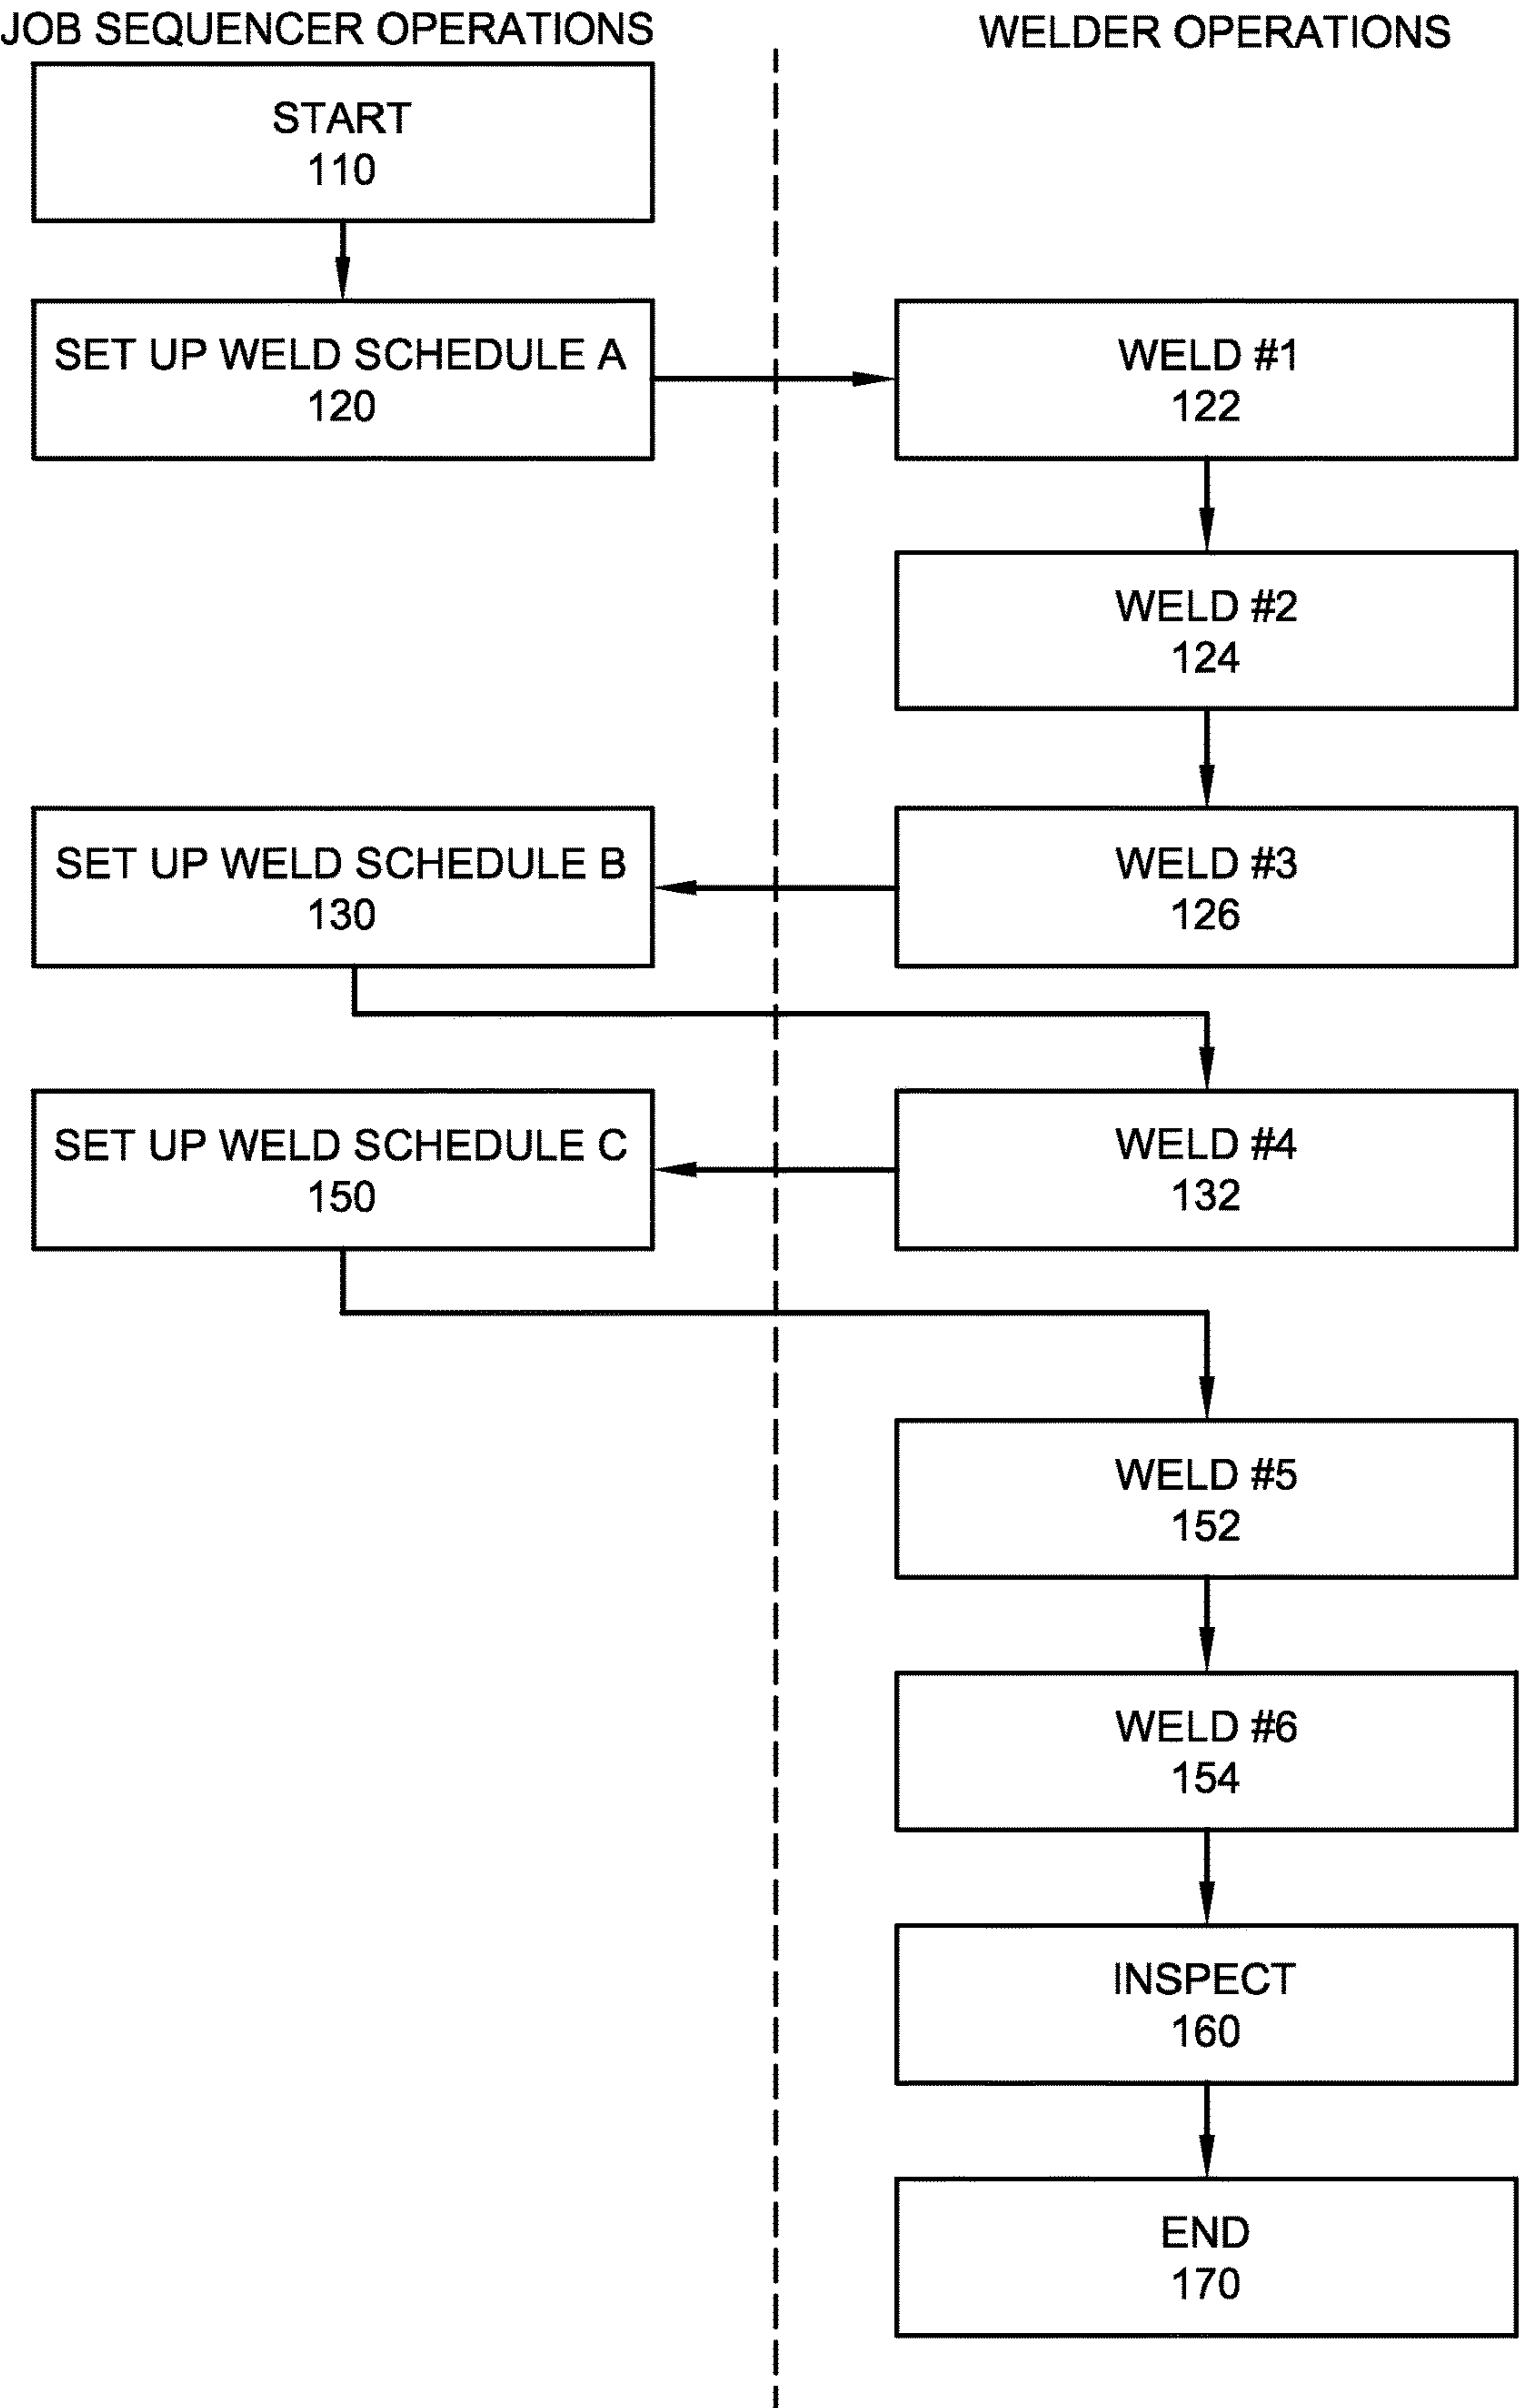 JOB SEQUENCER OPERATIONS
WELDER OPERATIONS
START
110
SET UP WELD SCHEDULE A
120
WELD #1
122
WELD #2
124
WELD #3
126
SET UP WELD SCHEDULE B
130
WELD #4
132
SET UP WELD SCHEDULE C
150
WELD #5
152
WELD #6
154
INSPECT
160
END
170